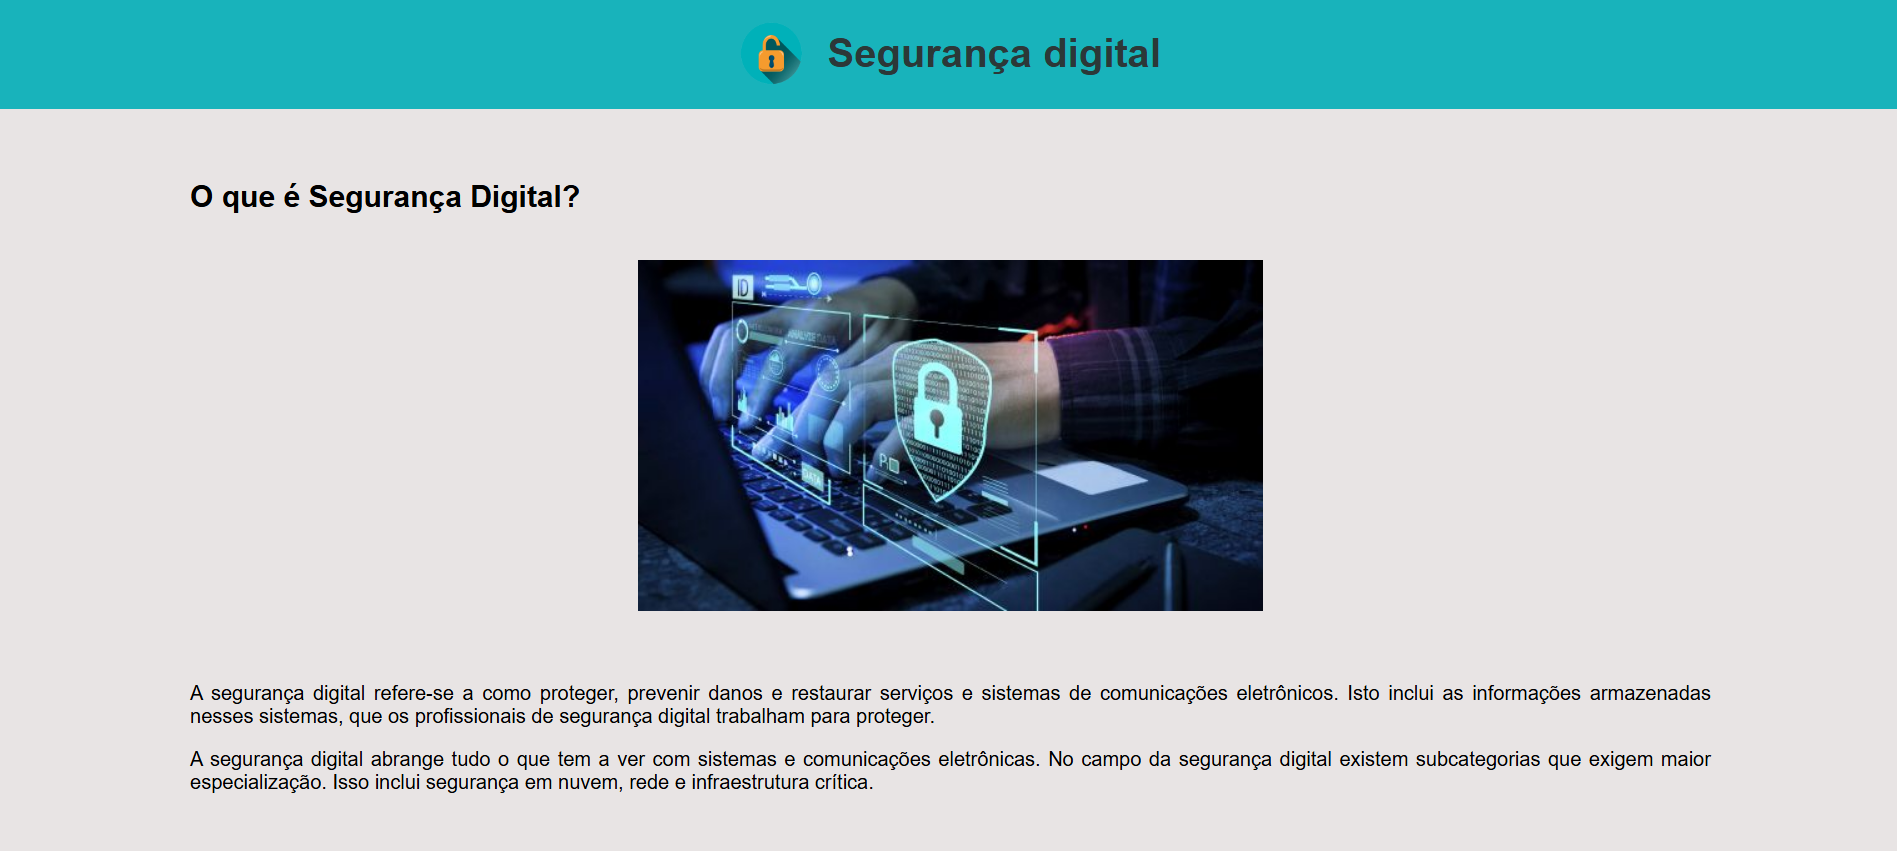 Segurança digital
O que é Segurança Digital?
ID
ANALYSE DATA
DATA
A segurança digital refere-se a como proteger, prevenir danos e restaurar serviços e sistemas de comunicações eletrônicos. Isto inclui as informações armazenadas
nesses sistemas, que os profissionais de segurança digital trabalham para proteger.
A segurança digital abrange tudo o que tem a ver com sistemas e comunicações eletrônicas. No campo da segurança digital existem subcategorias que exigem maior
especialização. Isso inclui segurança em nuvem, rede e infraestrutura crítica.